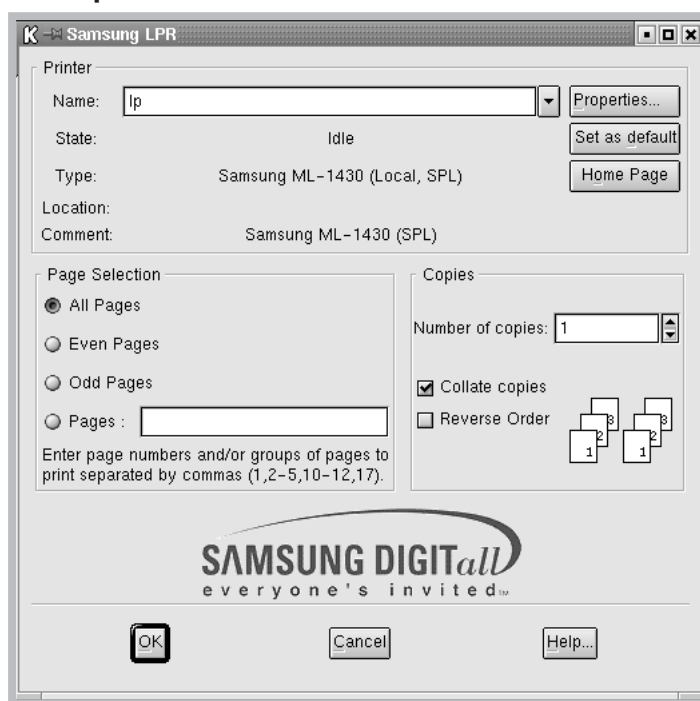 Samsung LPR
Printer
Name: lp Properties...
State: Idle Set as default
Type: Samsung ML-1430 (Local, SPL) Home Page
Location:
Comment: Samsung ML-1430 (SPL)
Page Selection
All Pages
Even Pages
Odd Pages
Pages :
Enter page numbers and/or groups of pages to
print separated by commas (1,2-5,10-12,17).
Copies
Number of copies: 1
Collate copies
Reverse Order
3 3
2 2
1 1
SAMSUNG DIGITall
everyone's invited™
OK Cancel Help...